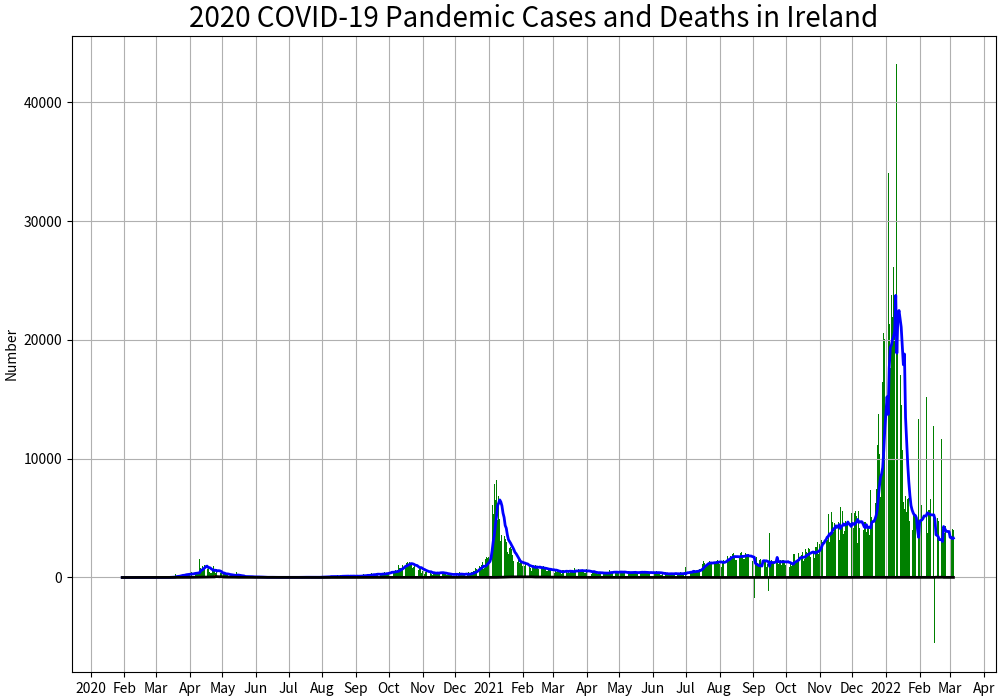 2020 COVID-19 Pandemic Cases and Deaths in Ireland
Number
40000
30000
20000
10000
0
2020 Feb Mar Apr May Jun Jul Aug Sep Oct Nov Dec 2021 Feb Mar Apr May Jun Jul Aug Sep Oct Nov Dec 2022 Feb Mar Apr